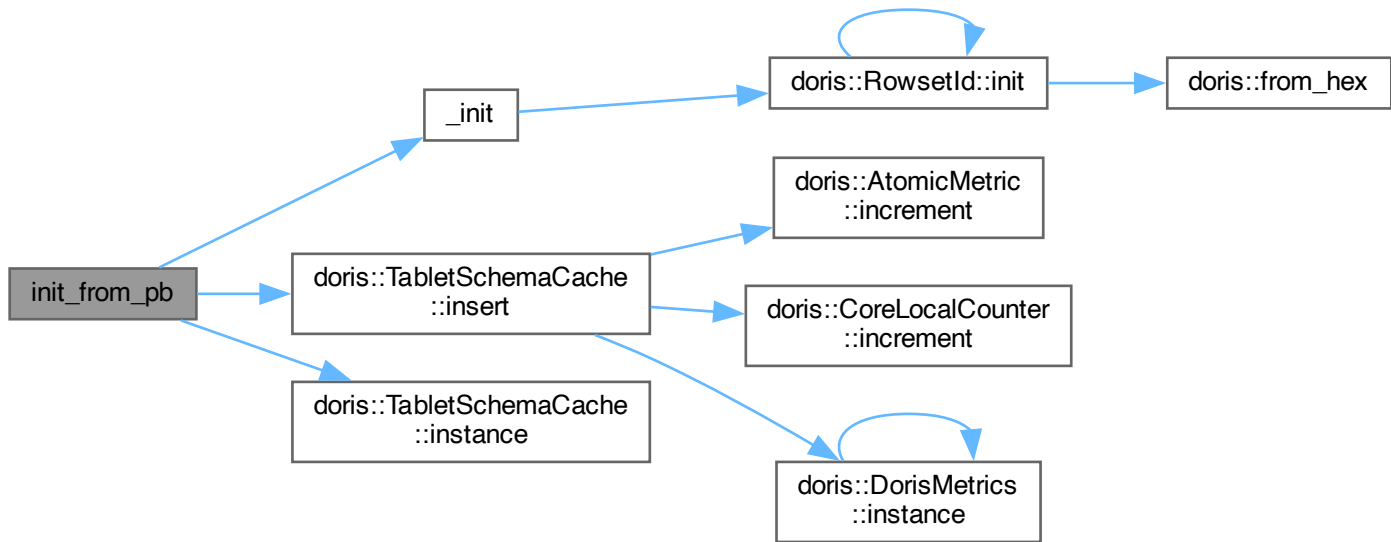 init_from_pb
_init
doris::RowsetId::init
doris::from_hex
doris::TabletSchemaCache
::insert
doris::AtomicMetric
::increment
doris::CoreLocalCounter
::increment
doris::DorisMetrics
::instance
doris::TabletSchemaCache
::instance